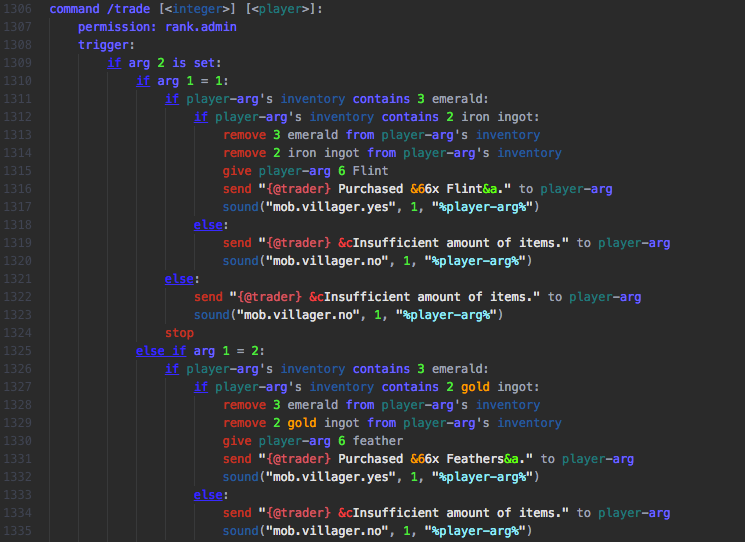 1306 command /trade [<integer>] [<player>]:
1307     permission: rank.admin
1308     trigger:
1309         if arg 2 is set:
1310             if arg 1 = 1:
1311                 if player-arg's inventory contains 3 emerald:
1312                     if player-arg's inventory contains 2 iron ingot:
1313                         remove 3 emerald from player-arg's inventory
1314                         remove 2 iron ingot from player-arg's inventory
1315                         give player-arg 6 Flint
1316                         send "{@trader} Purchased &66x Flint&a." to player-arg
1317                         sound("mob.villager.yes", 1, "%player-arg%")
1318                     else:
1319                         send "{@trader} &cInsufficient amount of items." to player-arg
1320                         sound("mob.villager.no", 1, "%player-arg%")
1321                 else:
1322                     send "{@trader} &cInsufficient amount of items." to player-arg
1323                     sound("mob.villager.no", 1, "%player-arg%")
1324                 stop
1325             else if arg 1 = 2:
1326                 if player-arg's inventory contains 3 emerald:
1327                     if player-arg's inventory contains 2 gold ingot:
1328                         remove 3 emerald from player-arg's inventory
1329                         remove 2 gold ingot from player-arg's inventory
1330                         give player-arg 6 feather
1331                         send "{@trader} Purchased &66x Feathers&a." to player-arg
1332                         sound("mob.villager.yes", 1, "%player-arg%")
1333                     else:
1334                         send "{@trader} &cInsufficient amount of items." to player-arg
1335                         sound("mob.villager.no", 1, "%player-arg%")